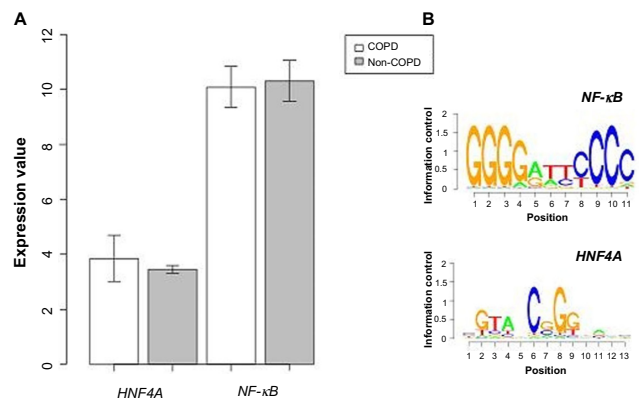 A
B
Expression value
12
10
8
6
4
2
0
HNF4A
NF-κB
COPD
Non-COPD
NF-κB
Information control
2
1.5
1
0.5
0
1 2 3 4 5 6 7 8 9 10 11
Position
HNF4A
Information control
2
1.5
1
0.5
0
1 2 3 4 5 6 7 8 9 10 11 12 13
Position